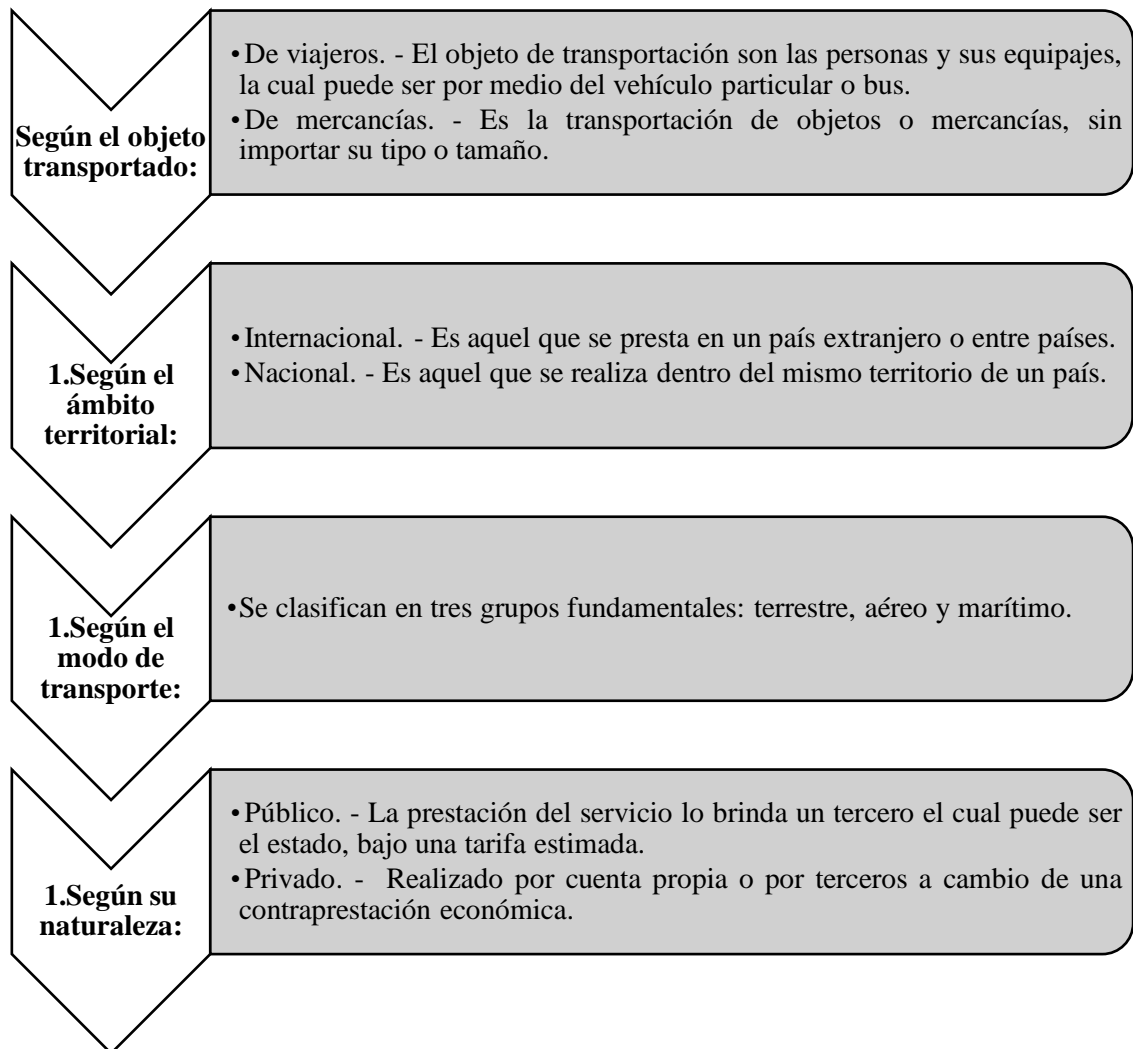 Según el objeto
transportado:
•De viajeros. - El objeto de transportación son las personas y sus equipajes,
la cual puede ser por medio del vehículo particular o bus.
•De mercancías. - Es la transportación de objetos o mercancías, sin
importar su tipo o tamaño.
1.Según el
ámbito
territorial:
•Internacional. - Es aquel que se presta en un país extranjero o entre países.
•Nacional. - Es aquel que se realiza dentro del mismo territorio de un país.
1.Según el
modo de
transporte:
•Se clasifican en tres grupos fundamentales: terrestre, aéreo y marítimo.
1.Según su
naturaleza:
•Público. - La prestación del servicio lo brinda un tercero el cual puede ser
el estado, bajo una tarifa estimada.
•Privado. - Realizado por cuenta propia o por terceros a cambio de una
contraprestación económica.